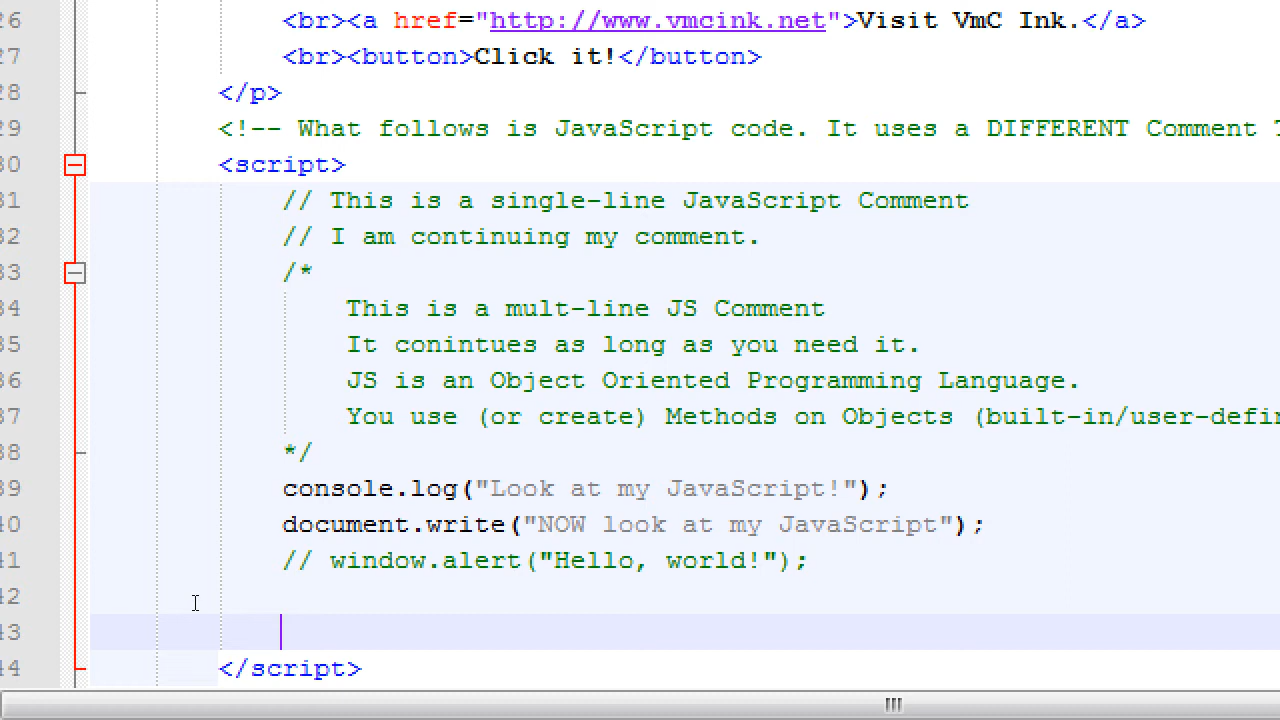 26 <br><a href="http://www.vmcink.net">Visit VmC Ink.</a>
27 <br><button>Click it!</button>
28 </p>
29 <!-- What follows is JavaScript code. It uses a DIFFERENT Comment
30 <script>
31 // This is a single-line JavaScript Comment
32 // I am continuing my comment.
33 /*
34 This is a mult-line JS Comment
35 It conintues as long as you need it.
36 JS is an Object Oriented Programming Language.
37 You use (or create) Methods on Objects (built-in/user-defin
38 */
39 console.log("Look at my JavaScript!");
40 document.write("NOW look at my JavaScript");
41 // window.alert("Hello, world!");
42
43
44 </script>